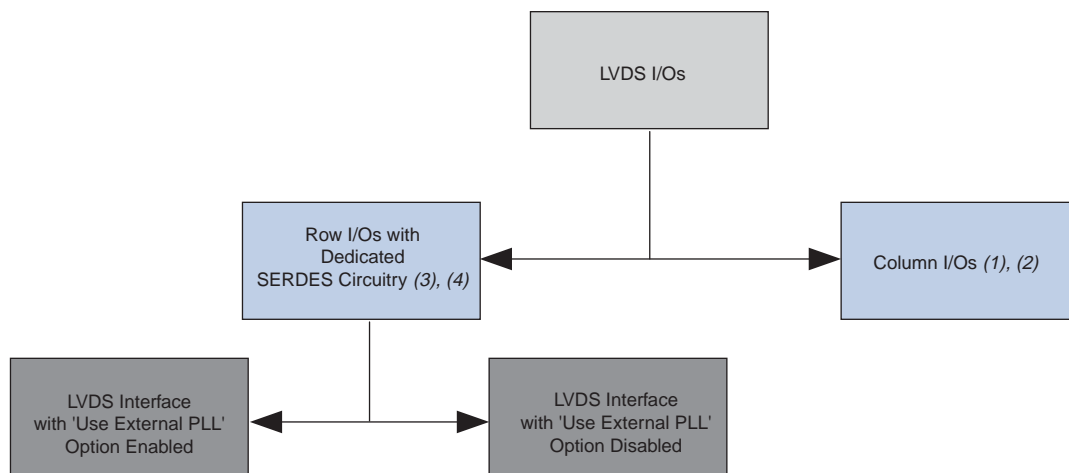 LVDS I/Os
Row I/Os with
Dedicated
SERDES Circuitry (3), (4)
Column I/Os (1), (2)
LVDS Interface
with 'Use External PLL'
Option Enabled
LVDS Interface
with 'Use External PLL'
Option Disabled